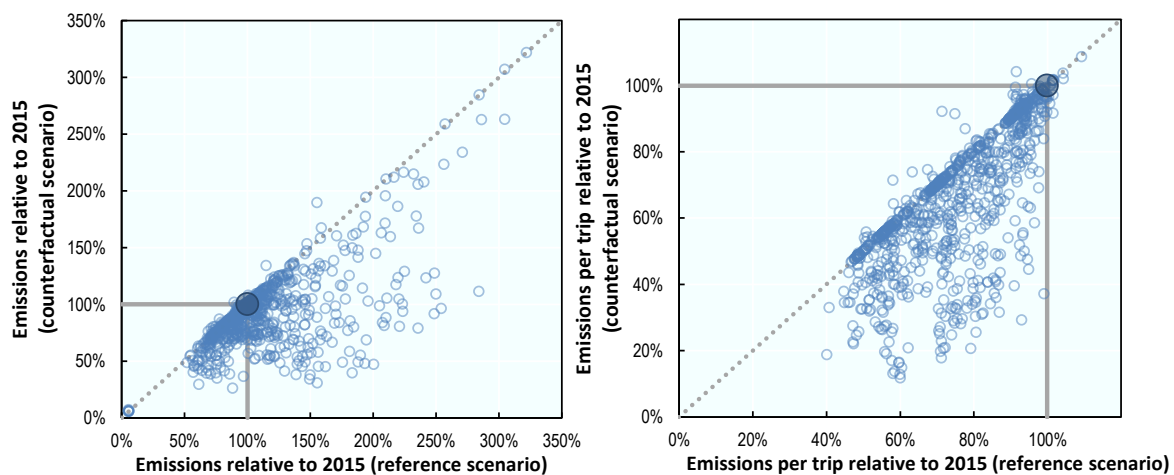 Emissions relative to 2015
(counterfactual scenario)
350%
300%
250%
200%
150%
100%
50%
0%
0% 50% 100% 150% 200% 250% 300% 350%
Emissions relative to 2015 (reference scenario)
Emissions per trip relative to 2015
(counterfactual scenario)
100%
80%
60%
40%
20%
0%
0% 20% 40% 60% 80% 100%
Emissions per trip relative to 2015 (reference scenario)